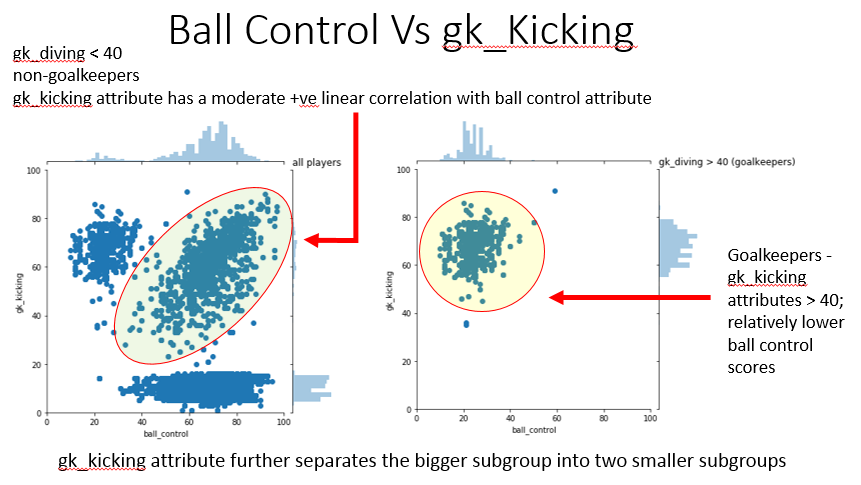 Ball Control Vs gk_Kicking
gk_diving < 40
non-goalkeepers
gk_kicking attribute has a moderate +ve linear correlation with ball control attribute
all players
100
80
60
40
20
0
gk_kicking
0 20 40 60 80 100
ball_control
gk_diving > 40 (goalkeepers)
100
80
60
40
20
0
gk_kicking
0 20 40 60 80 100
ball_control
Goalkeepers -
gk_kicking
attributes > 40;
relatively lower
ball control
scores
gk_kicking attribute further separates the bigger subgroup into two smaller subgroups